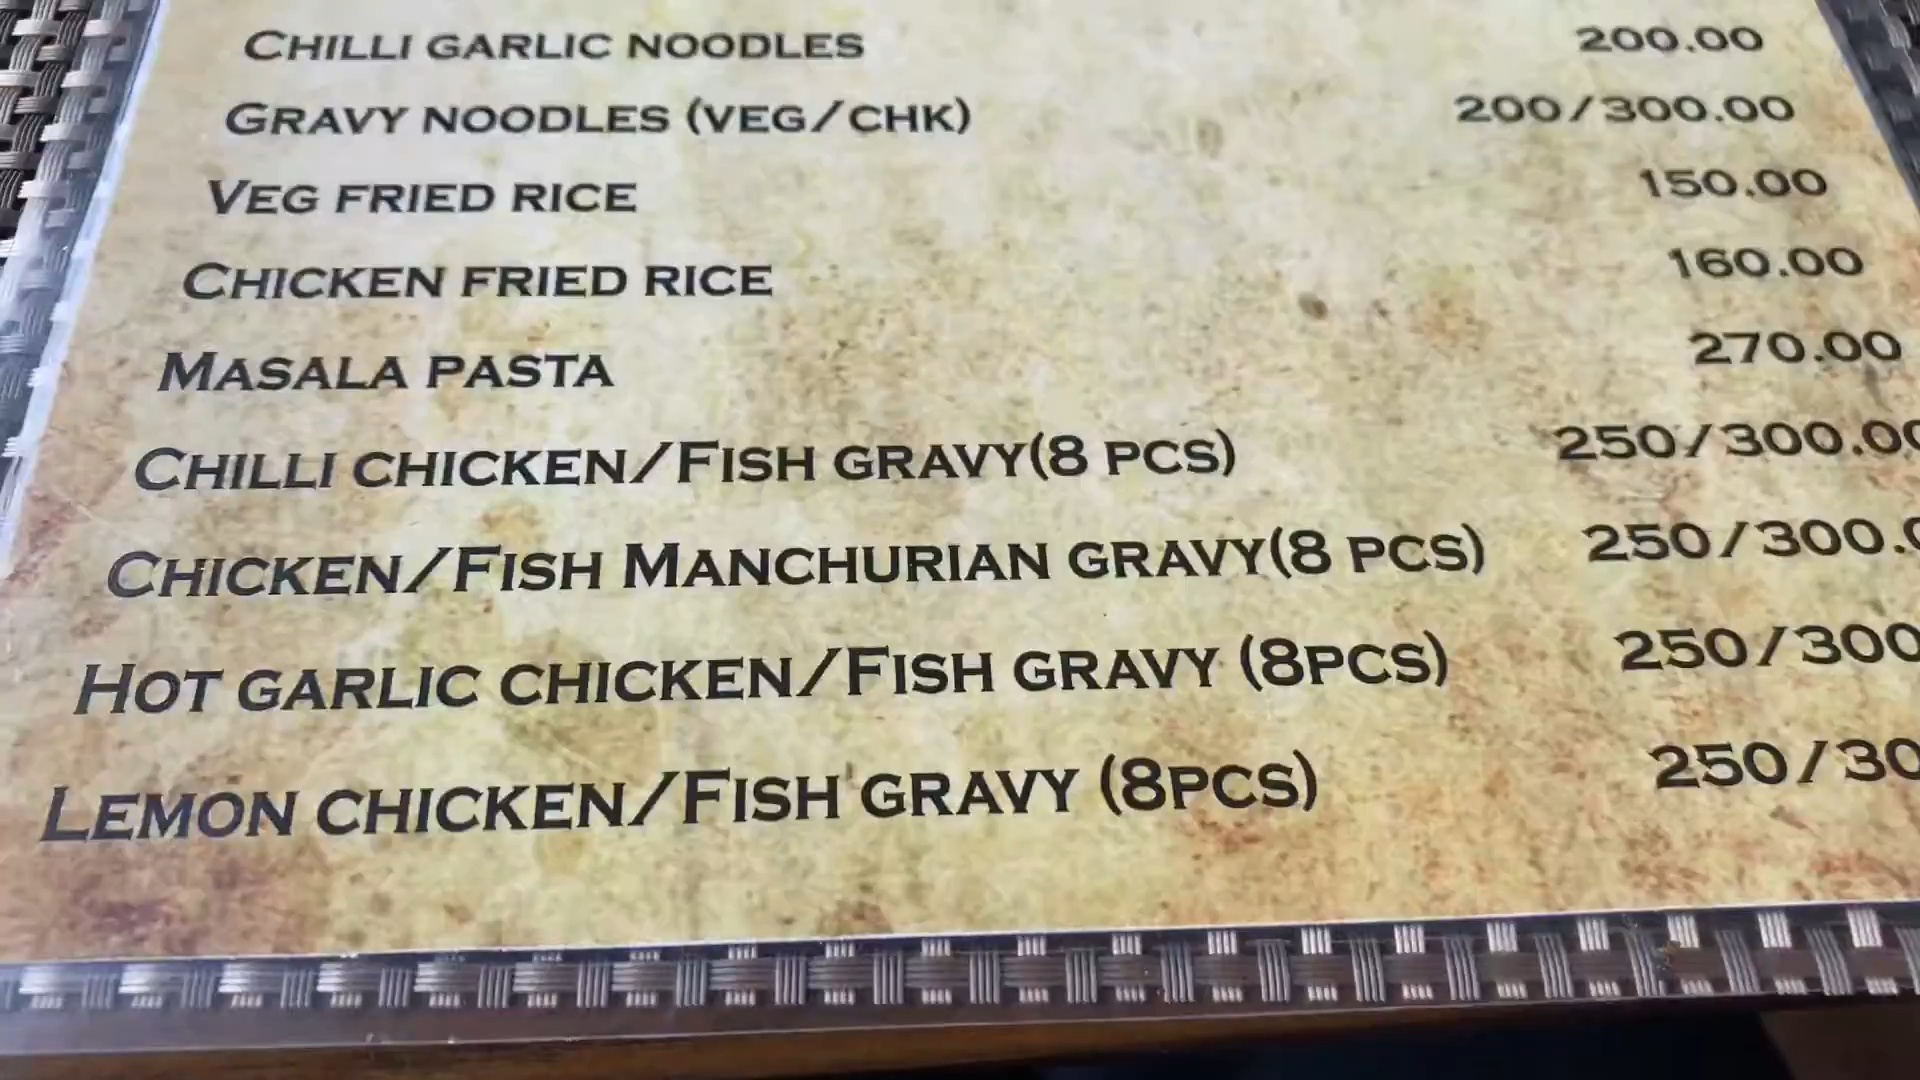 CHILLI GARLIC NOODLES 200.00
GRAVY NOODLES (VEG/CHK) 200/300.00
VEG FRIED RICE 150.00
CHICKEN FRIED RICE 160.00
MASALA PASTA 270.00
CHILLI CHICKEN/FISH GRAVY(8 PCS) 250/300.00
CHICKEN/FISH MANCHURIAN GRAVY(8 PCS) 250/300.0
HOT GARLIC CHICKEN/FISH GRAVY (8PCS) 250/300
LEMON CHICKEN/FISH GRAVY (8PCS) 250/30